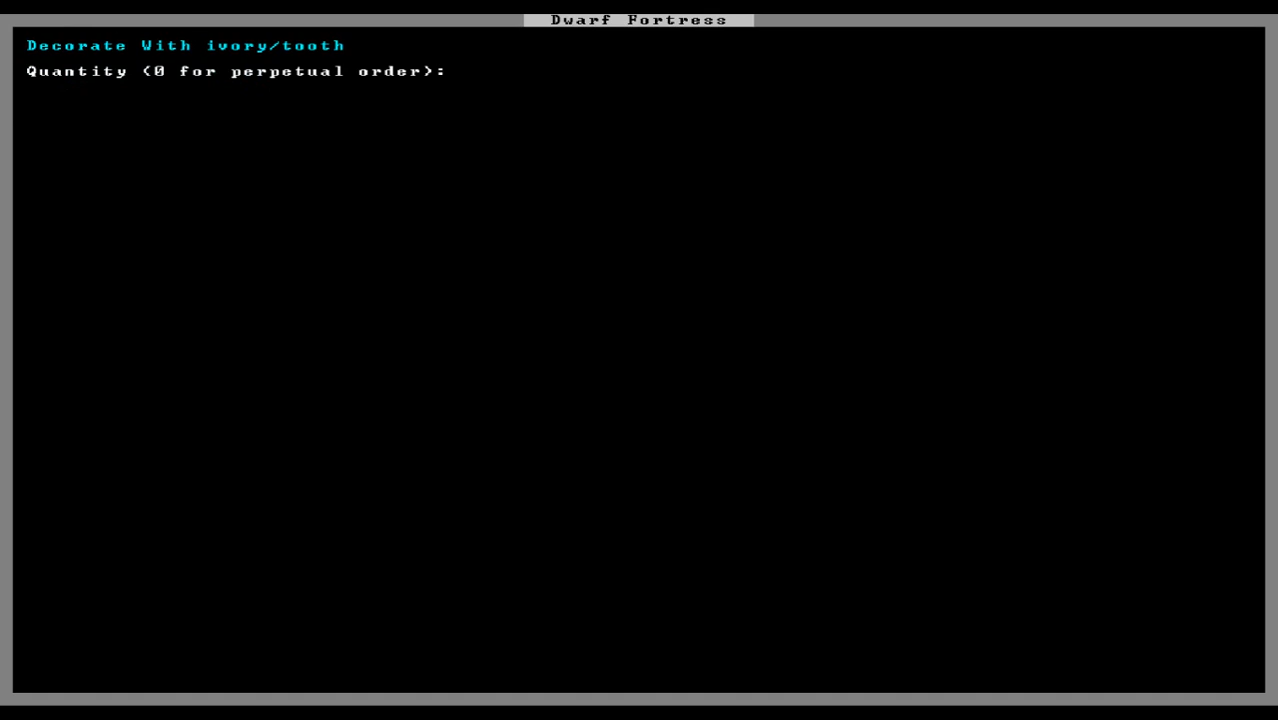 Dwarf Fortress
Decorate With ivory/tooth
Quantity (0 for perpetual order):